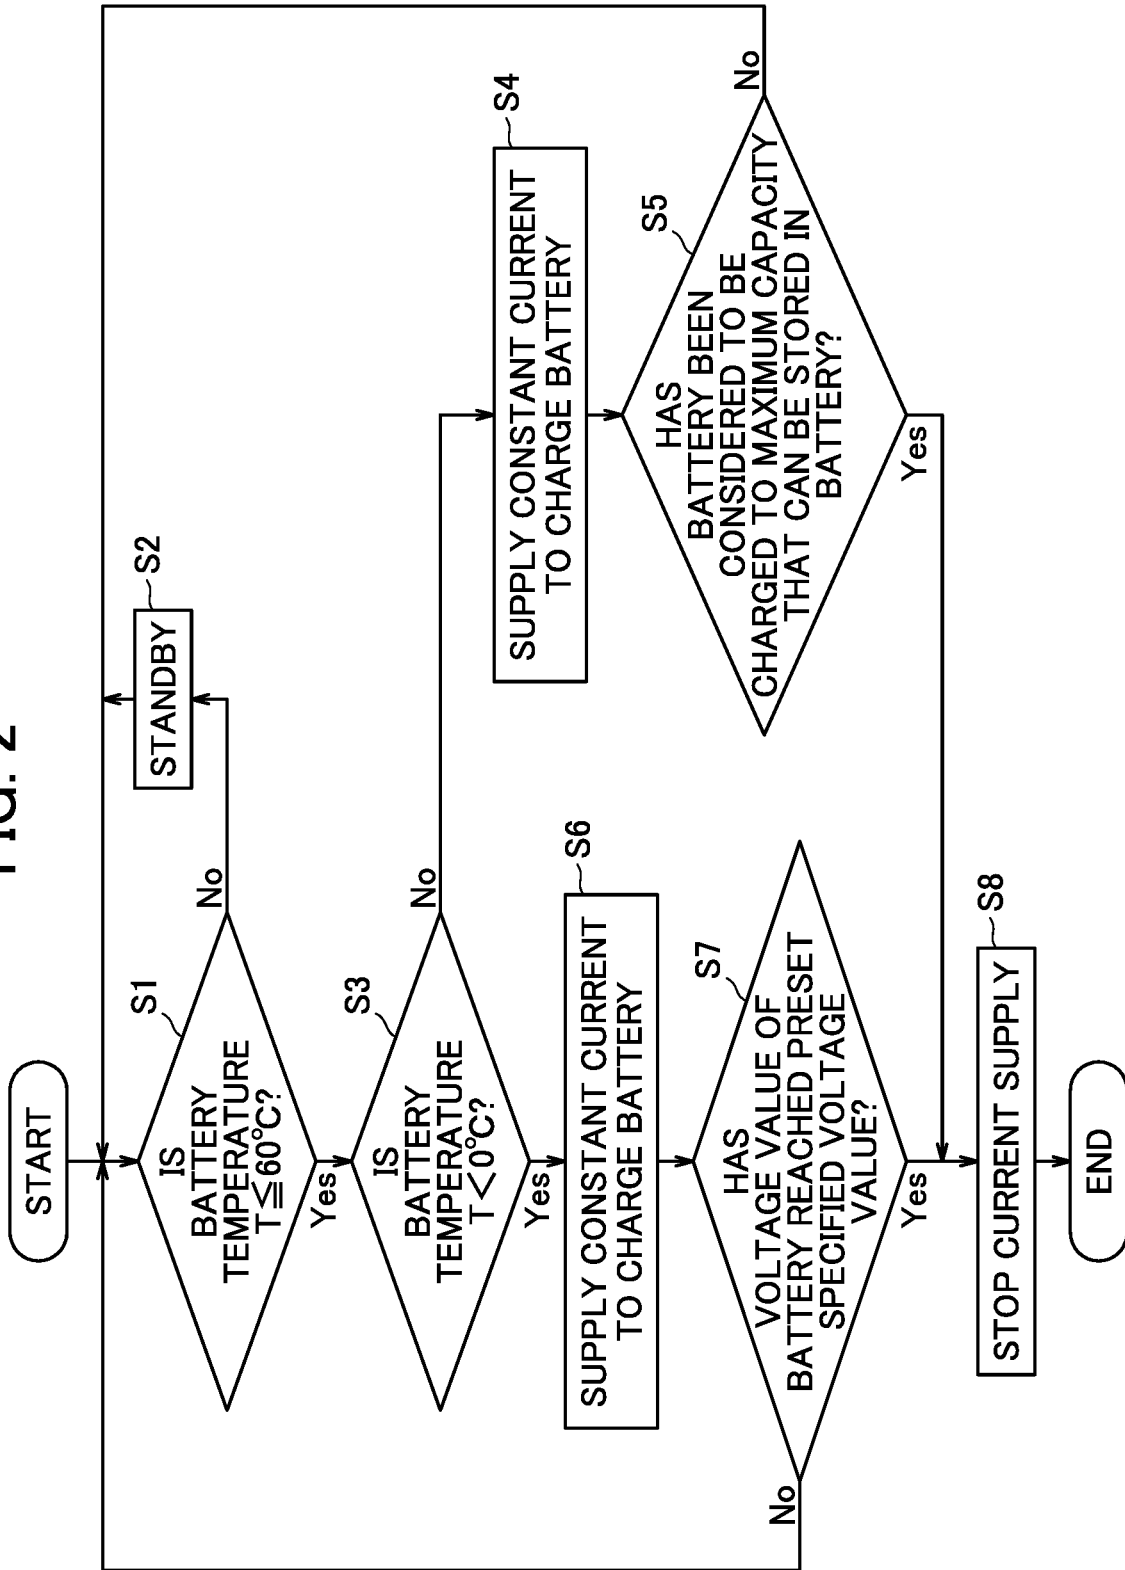 FIG. 2
START
S1
IS
BATTERY
TEMPERATURE
T≦60°C?
No
Yes
S2
STANDBY
S3
IS
BATTERY
TEMPERATURE
T<0°C?
No
Yes
S4
SUPPLY CONSTANT CURRENT
TO CHARGE BATTERY
S5
HAS
BATTERY BEEN
CONSIDERED TO BE
CHARGED TO MAXIMUM CAPACITY
THAT CAN BE STORED IN
BATTERY?
No
Yes
S6
SUPPLY CONSTANT CURRENT
TO CHARGE BATTERY
S7
HAS
VOLTAGE VALUE OF
BATTERY REACHED PRESET
SPECIFIED VOLTAGE
VALUE?
No
Yes
S8
STOP CURRENT SUPPLY
END